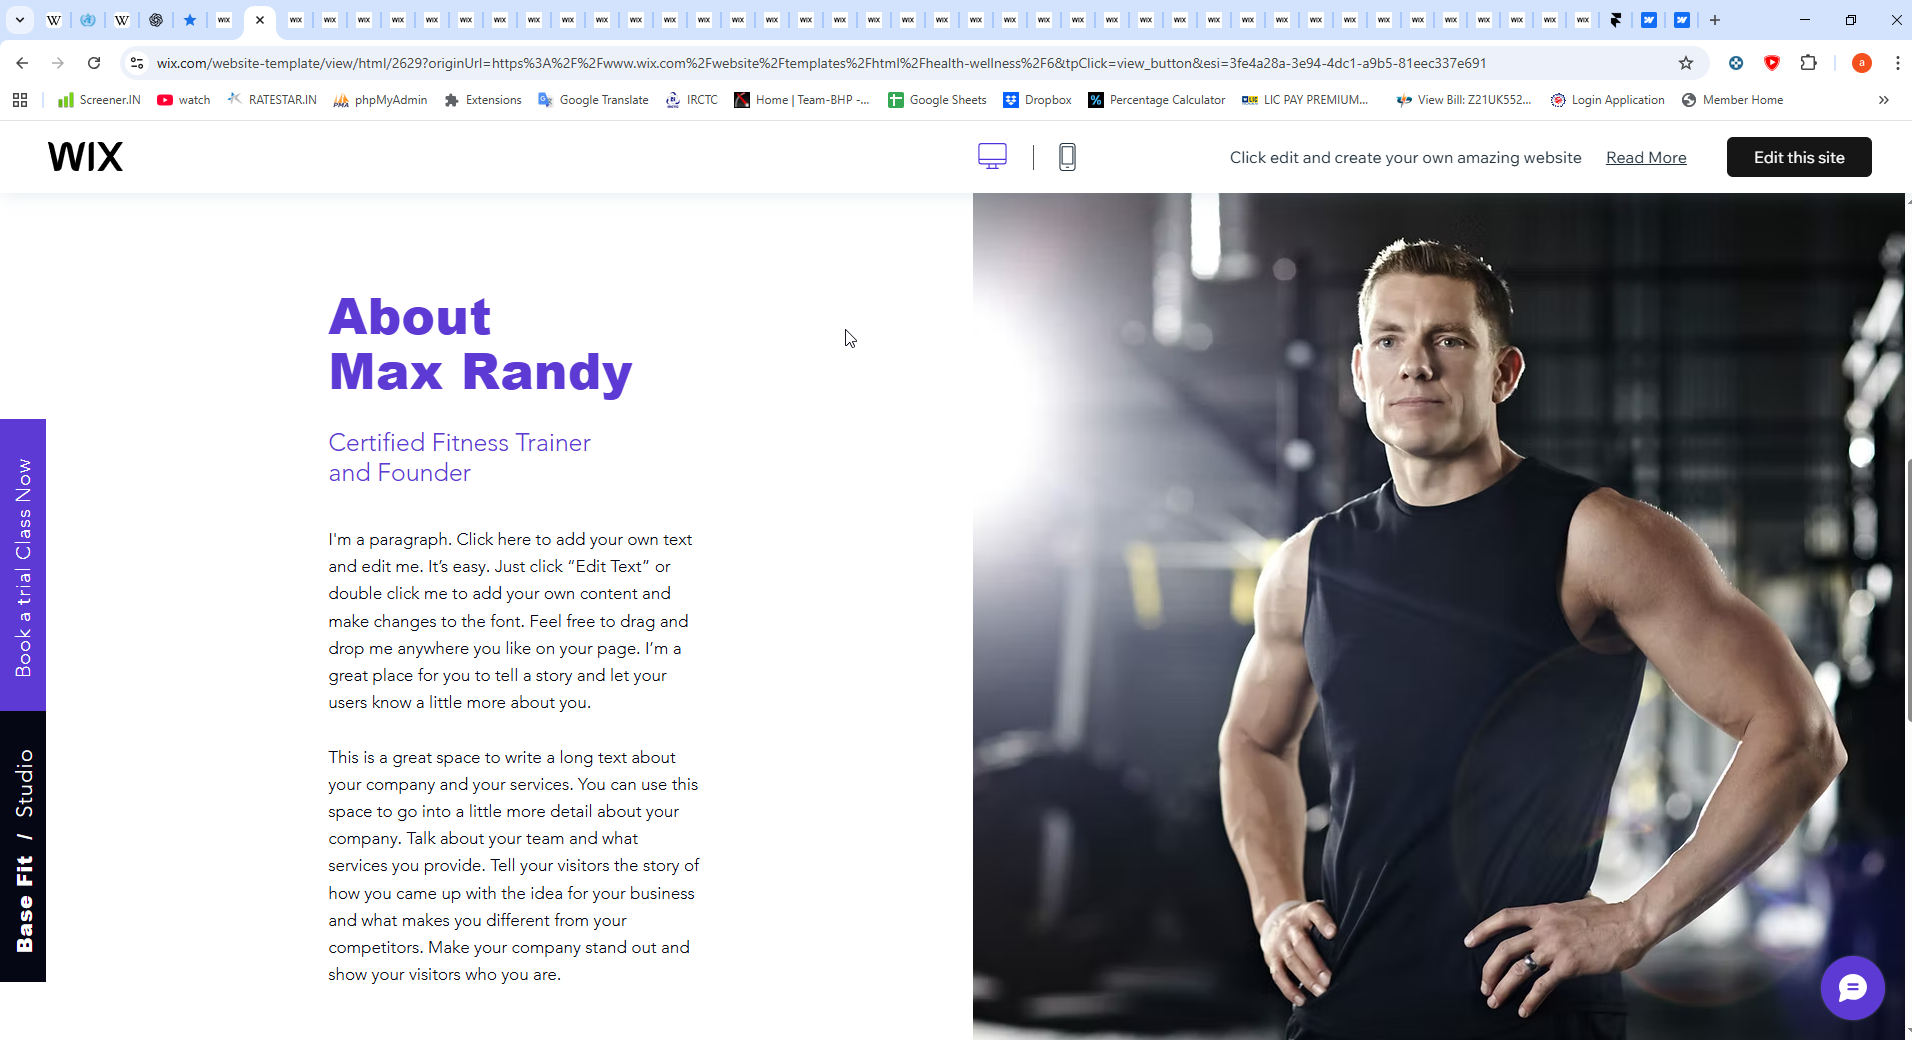 wix.com/website-template/view/html/2629?originUrl=https%3A%2F%2Fwww.wix.com%2Fwebsite%2Ftemplates%2Fhtml%2Fhealth-wellness%2F6&tpClick=view_button&esi=3fe4a28a-3e94-4dc1-a9b5-81eec337e691
Screener.IN
watch
RATESTAR.IN
phpMyAdmin
Extensions
Google Translate
IRCTC
Home | Team-BHP -...
Google Sheets
Dropbox
Percentage Calculator
LIC PAY PREMIUM...
View Bill: Z21UK552...
Login Application
Member Home
WIX
Click edit and create your own amazing website
Read More
Edit this site
About
Max Randy
Certified Fitness Trainer
and Founder
I'm a paragraph. Click here to add your own text
and edit me. It’s easy. Just click “Edit Text” or
double click me to add your own content and
make changes to the font. Feel free to drag and
drop me anywhere you like on your page. I’m a
great place for you to tell a story and let your
users know a little more about you.
This is a great space to write a long text about
your company and your services. You can use this
space to go into a little more detail about your
company. Talk about your team and what
services you provide. Tell your visitors the story of
how you came up with the idea for your business
and what makes you different from your
competitors. Make your company stand out and
show your visitors who you are.
Book a trial Class Now
Base Fit / Studio